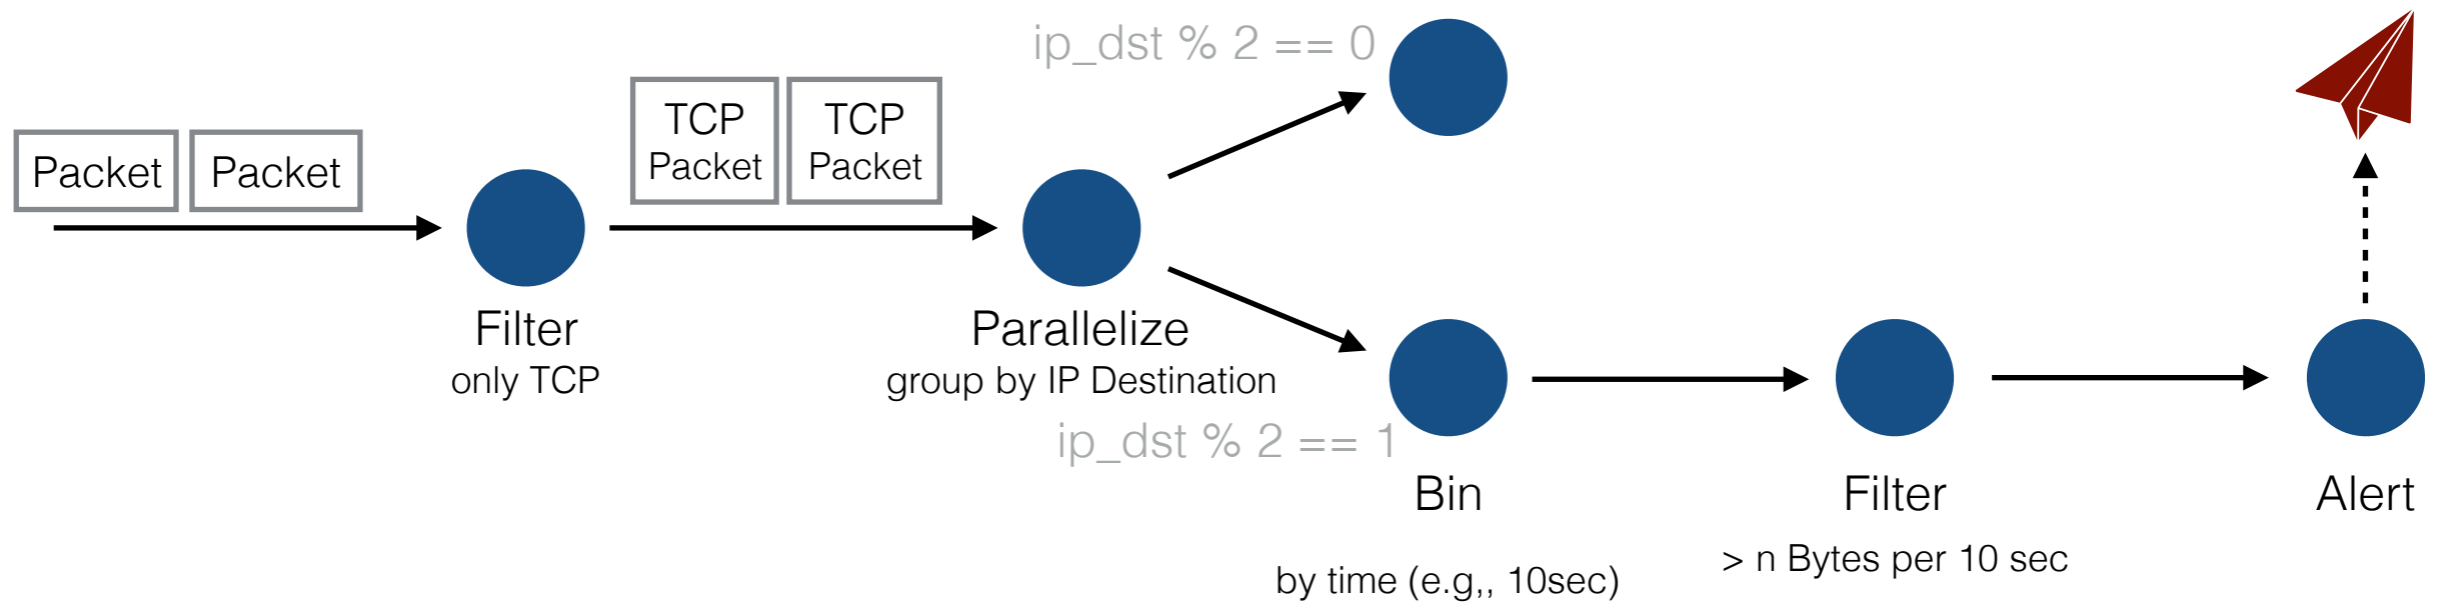 ip_dst % 2 == 0
Packet
Packet
TCP
Packet
TCP
Packet
Filter
only TCP
Parallelize
group by IP Destination
ip_dst % 2 == 1
Bin
by time (e.g,, 10sec)
Filter
> n Bytes per 10 sec
Alert